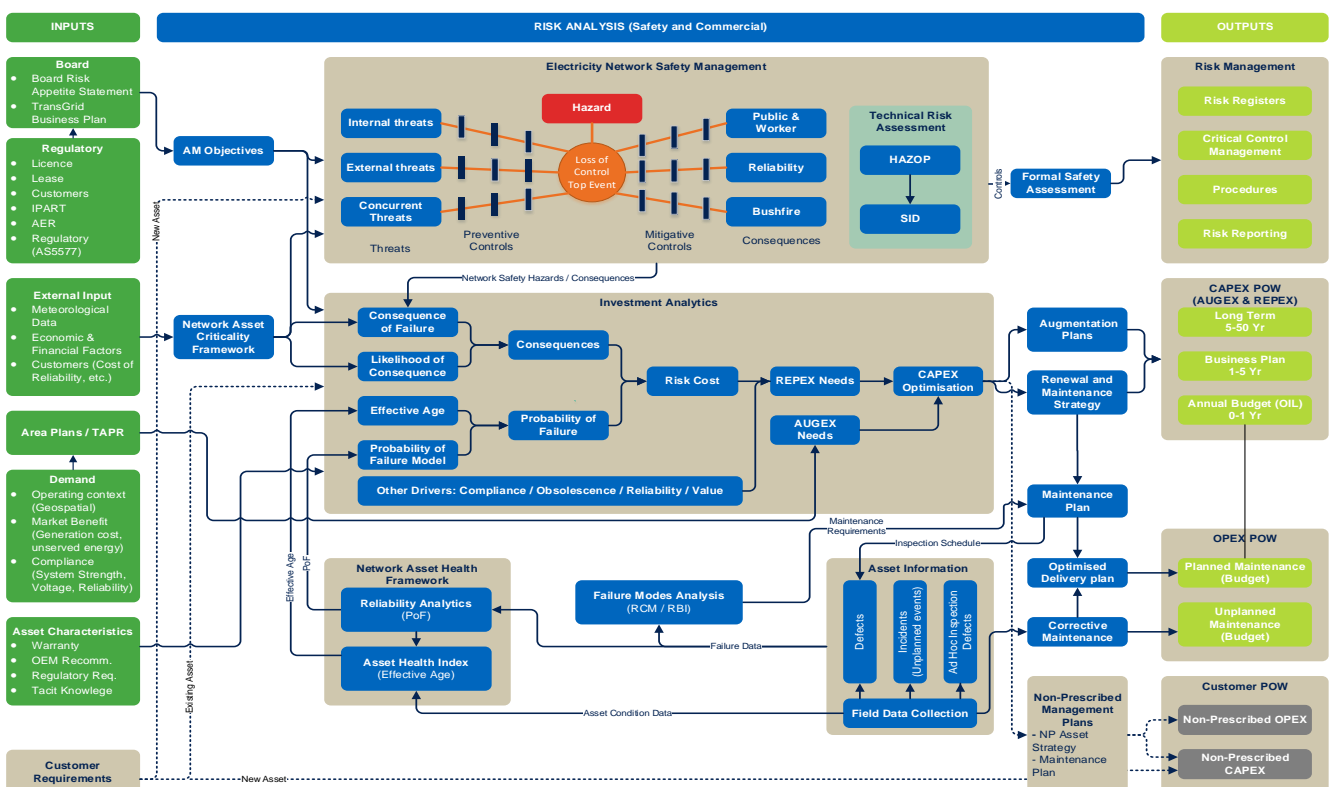 INPUTS
RISK ANALYSIS (Safety and Commercial)
OUTPUTS
Board
Board Risk
Appetite Statement
TransGrid
Business Plan
Regulatory
Licence
Lease
Customers
IPART
AER
Regulatory
(AS5577)
External Input
Meteorological
Data
Economic &
Financial Factors
Customers (Cost of
Reliability, etc.)
Area Plans / TAPR
Demand
Operating context
(Geospatial)
Market Benefit
(Generation cost,
unserved energy)
Compliance
(System Strength,
Voltage, Reliability)
Asset Characteristics
Warranty
OEM Recomm.
Regulatory Req.
Tacit Knowlege
Customer
Requirements
AM Objectives
Network Asset
Criticality
Framework
New Asset
Existing Asset
New Asset
Electricity Network Safety Management
Internal threats
External threats
Concurrent
Threats
Threats
Preventive
Controls
Hazard
Loss of
Control
Top Event
Mitigative
Controls
Public &
Worker
Reliability
Bushfire
Consequences
Technical Risk
Assessment
HAZOP
SID
Controls
Formal Safety
Assessment
Network Safety Hazards / Consequences
Investment Analytics
Consequence
of Failure
Likelihood of
Consequence
Effective Age
Probability of
Failure Model
Consequences
Probability of
Failure
Risk Cost
REPEX Needs
AUGEX
Needs
CAPEX
Optimisation
Other Drivers: Compliance / Obsolescence / Reliability / Value
Augmentation
Plans
Renewal and
Maintenance
Strategy
Maintenance
Plan
Optimised
Delivery plan
Corrective
Maintenance
Maintenance
Requirements
Inspection Schedule
Effective Age
PoF
Network Asset Health
Framework
Reliability Analytics
(PoF)
Asset Health Index
(Effective Age)
Failure Modes Analysis
(RCM / RBI)
Failure Data
Asset Condition Data
Asset Information
Defects
Incidents
(Unplanned events)
Ad Hoc Inspection
Defects
Field Data Collection
Non-Prescribed
Management
Plans
- NP Asset
Strategy
- Maintenance
Plan
Risk Management
Risk Registers
Critical Control
Management
Procedures
Risk Reporting
CAPEX POW
(AUGEX & REPEX)
Long Term
5-50 Yr
Business Plan
1-5 Yr
Annual Budget (OIL)
0-1 Yr
OPEX POW
Planned Maintenance
(Budget)
Unplanned
Maintenance
(Budget)
Customer POW
Non-Prescribed OPEX
Non-Prescribed
CAPEX